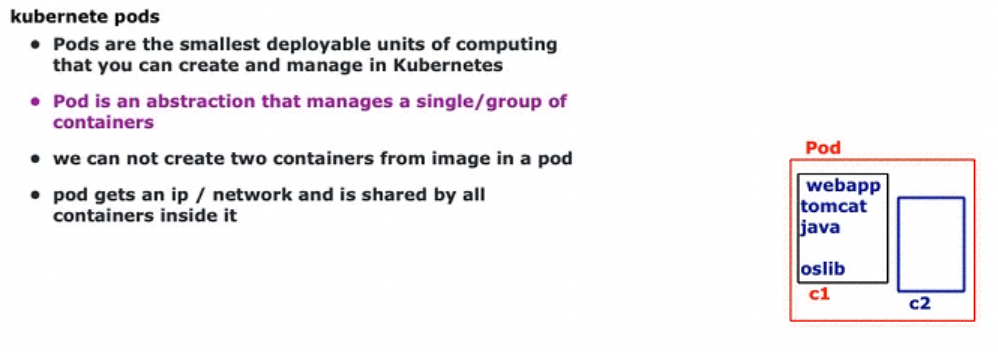 kubernete pods
• Pods are the smallest deployable units of computing
that you can create and manage in Kubernetes
• Pod is an abstraction that manages a single/group of
containers
• we can not create two containers from image in a pod
• pod gets an ip / network and is shared by all
containers inside it
Pod
webapp
tomcat
java
oslib
c1
c2